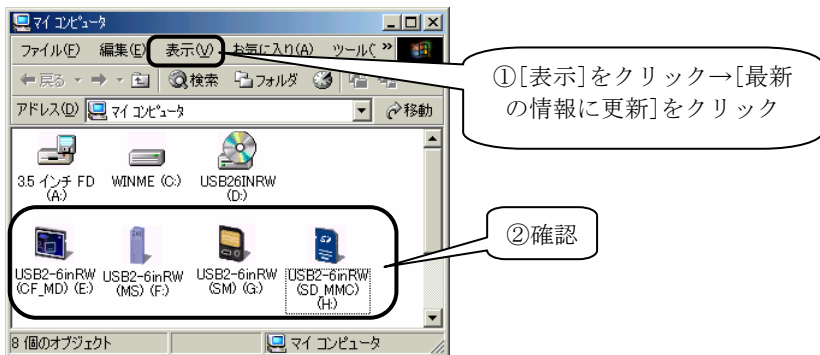 マイ コンピュータ
ファイル(F) 編集(E) 表示(V) お気に入り(A) ツール( »
戻る 検索 フォルダ
アドレス(D) マイ コンピュータ 移動
3.5 インチ FD (A:)
WINME (C:)
USB26INRW (D:)
USB2-6inRW (CF_MD) (E:)
USB2-6inRW (MS) (F:)
USB2-6inRW (SM) (G:)
USB2-6inRW (SD_MMC) (H:)
8 個のオブジェクト マイ コンピュータ
①[表示]をクリック→[最新
の情報に更新]をクリック
②確認